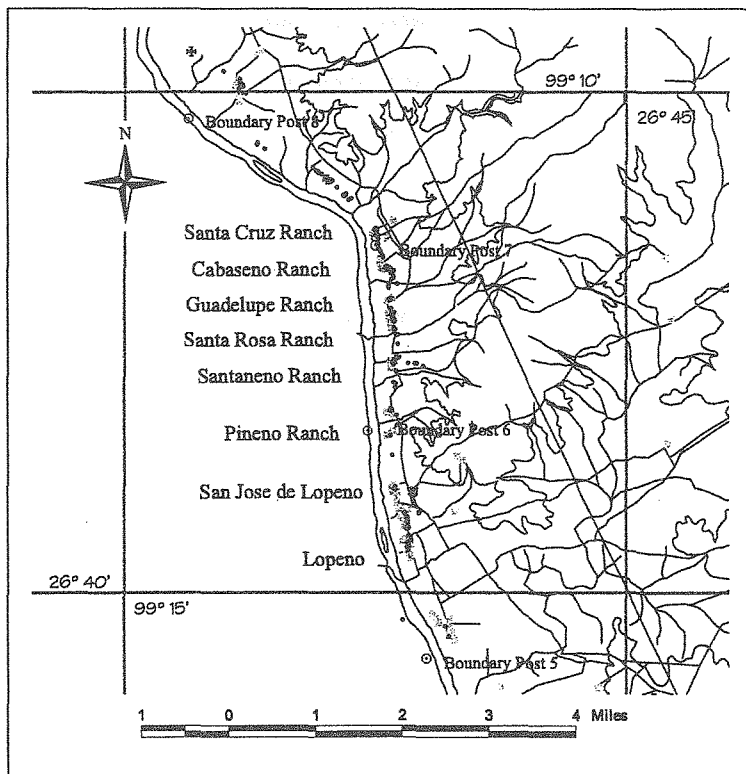 99° 10'
26° 45'
Boundary Post 8
N
Santa Cruz Ranch
Boundary Post 7
Cabaseno Ranch
Guadelupe Ranch
Santa Rosa Ranch
Santaneno Ranch
Pineno Ranch
Boundary Post 6
San Jose de Lopeno
Lopeno
26° 40'
99° 15'
Boundary Post 5
1 0 1 2 3 4 Miles